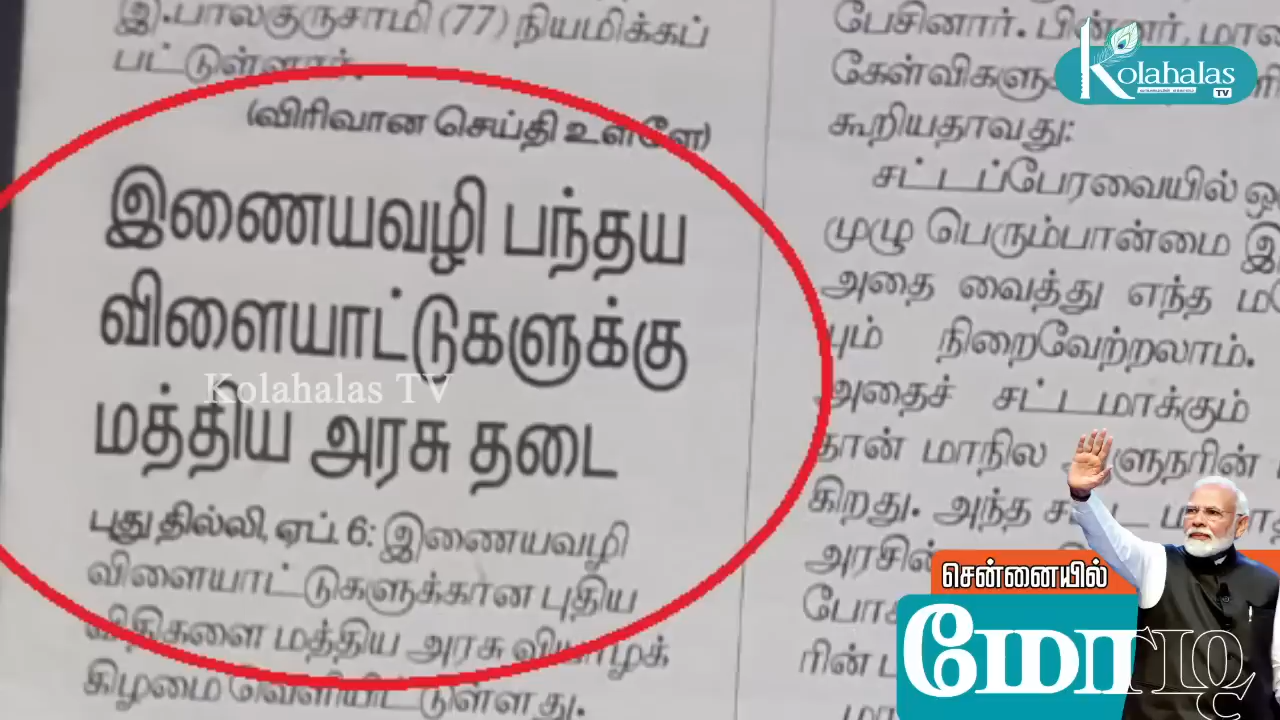 இ.பாலகுருசாமி (77) நியமிக்கப்
பட்டுள்ளார்.
(விரிவான செய்தி உள்ளே)
இணையவழி பந்தய
விளையாட்டுகளுக்கு
மத்திய அரசு தடை
புது தில்லி, ஏப். 6: இணையவழி
விளையாட்டுகளுக்கான புதிய
விதிகளை மத்திய அரசு வியாழக்
கிழமை வெளியிட்டுள்ளது.
பேசினார். பின்னர்,
கூறியதாவது:
சட்டப்பேரவையில்
முழு பெரும்பான்மை
அதை வைத்து எந்த
நிறைவேற்றலாம்.
அதைச் சட்டமாக்கும்
தான் மாநில
கிறது. அந்த
Kolahalas
TV
Kolahalas TV
சென்னையில்
மோடி